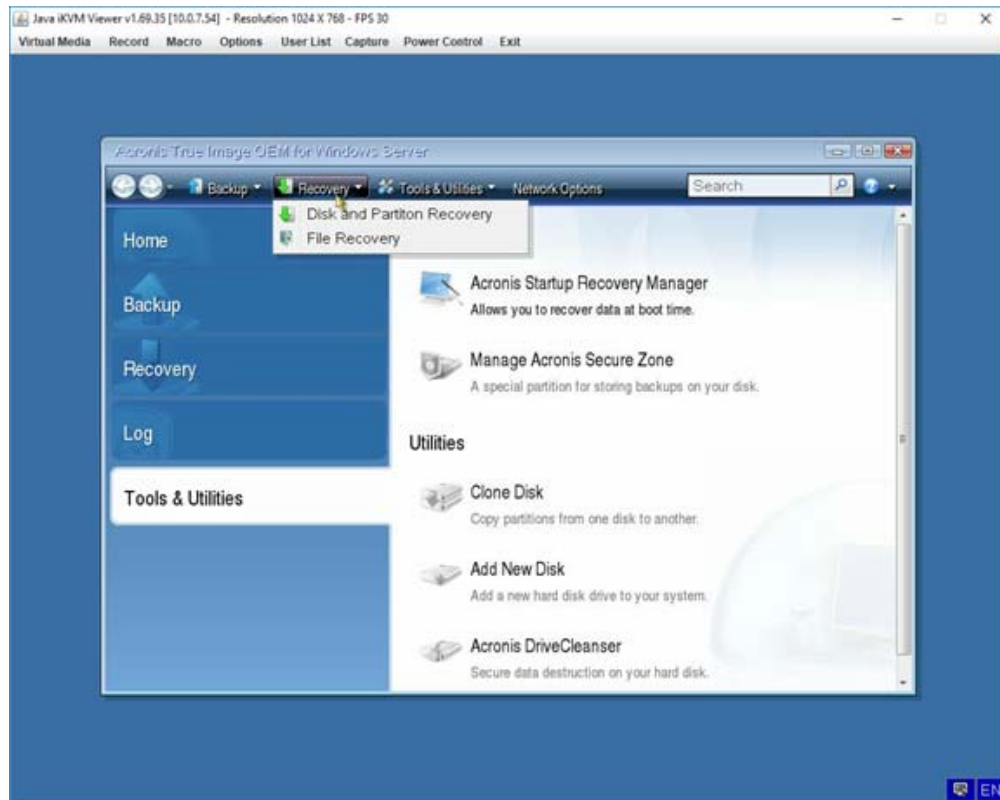 Java iKVM Viewer v1.69.35 [10.0.7.54] - Resolution 1024 X 768 - FPS 30
Virtual Media Record Macro Options User List Capture Power Control Exit
Acronis True Image OEM for Windows Server
Backup Recovery Tools & Utilities Network Options Search
Disk and Partiton Recovery
File Recovery
Home
Backup
Recovery
Log
Tools & Utilities
Acronis Startup Recovery Manager
Allows you to recover data at boot time.
Manage Acronis Secure Zone
A special partition for storing backups on your disk.
Utilities
Clone Disk
Copy partitions from one disk to another.
Add New Disk
Add a new hard disk drive to your system.
Acronis DriveCleanser
Secure data destruction on your hard disk.
EN